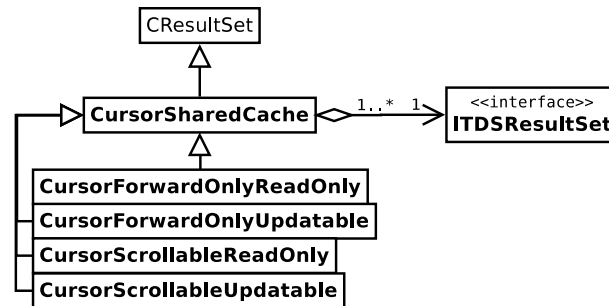 CResultSet
CursorSharedCache
1..* 1
<<interface>>
ITDSResultSet
CursorForwardOnlyReadOnly
CursorForwardOnlyUpdatable
CursorScrollableReadOnly
CursorScrollableUpdatable